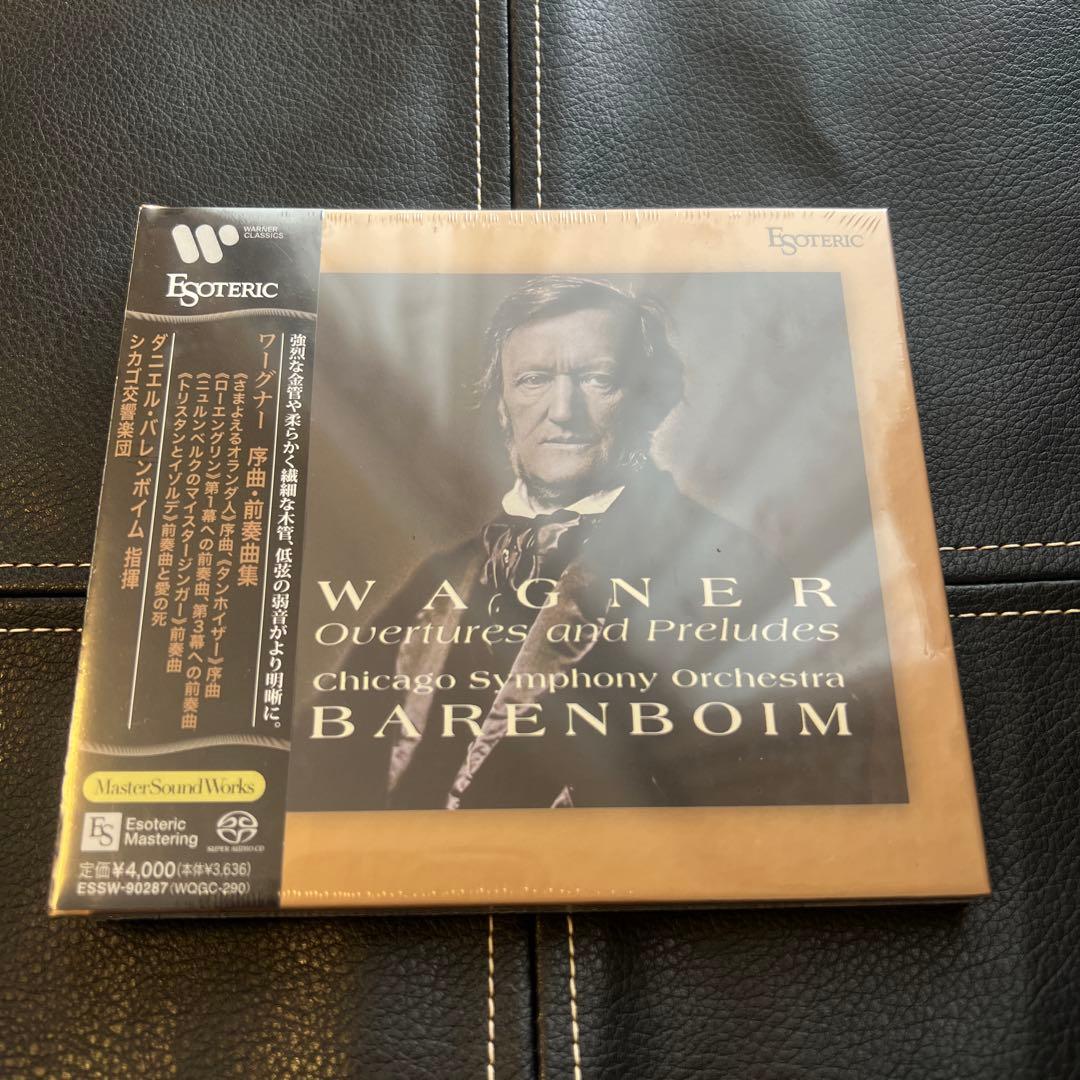 WARNER
CLASSICS
ESOTERIC
強烈な金管や柔らかく繊細な木管、低弦の弱音がより明晰に。
ワーグナー 序曲・前奏曲集
《さまよえるオランダ人》序曲、《タンホイザー》序曲
《ローエングリン》第1幕への前奏曲、第3幕への前奏曲
《ニュルンベルクのマイスタージンガー》前奏曲
《トリスタンとイゾルデ》前奏曲と愛の死
ダニエル・バレンボイム 指揮
シカゴ交響楽団
MasterSoundWorks
ES
Esoteric
Mastering
SUPER AUDIO CD
定価¥4,000(本体¥3,636)
ESSW-90287(WQGC-290)
ESOTERIC
WAGNER
Overtures and Preludes
Chicago Symphony Orchestra
BARENBOIM